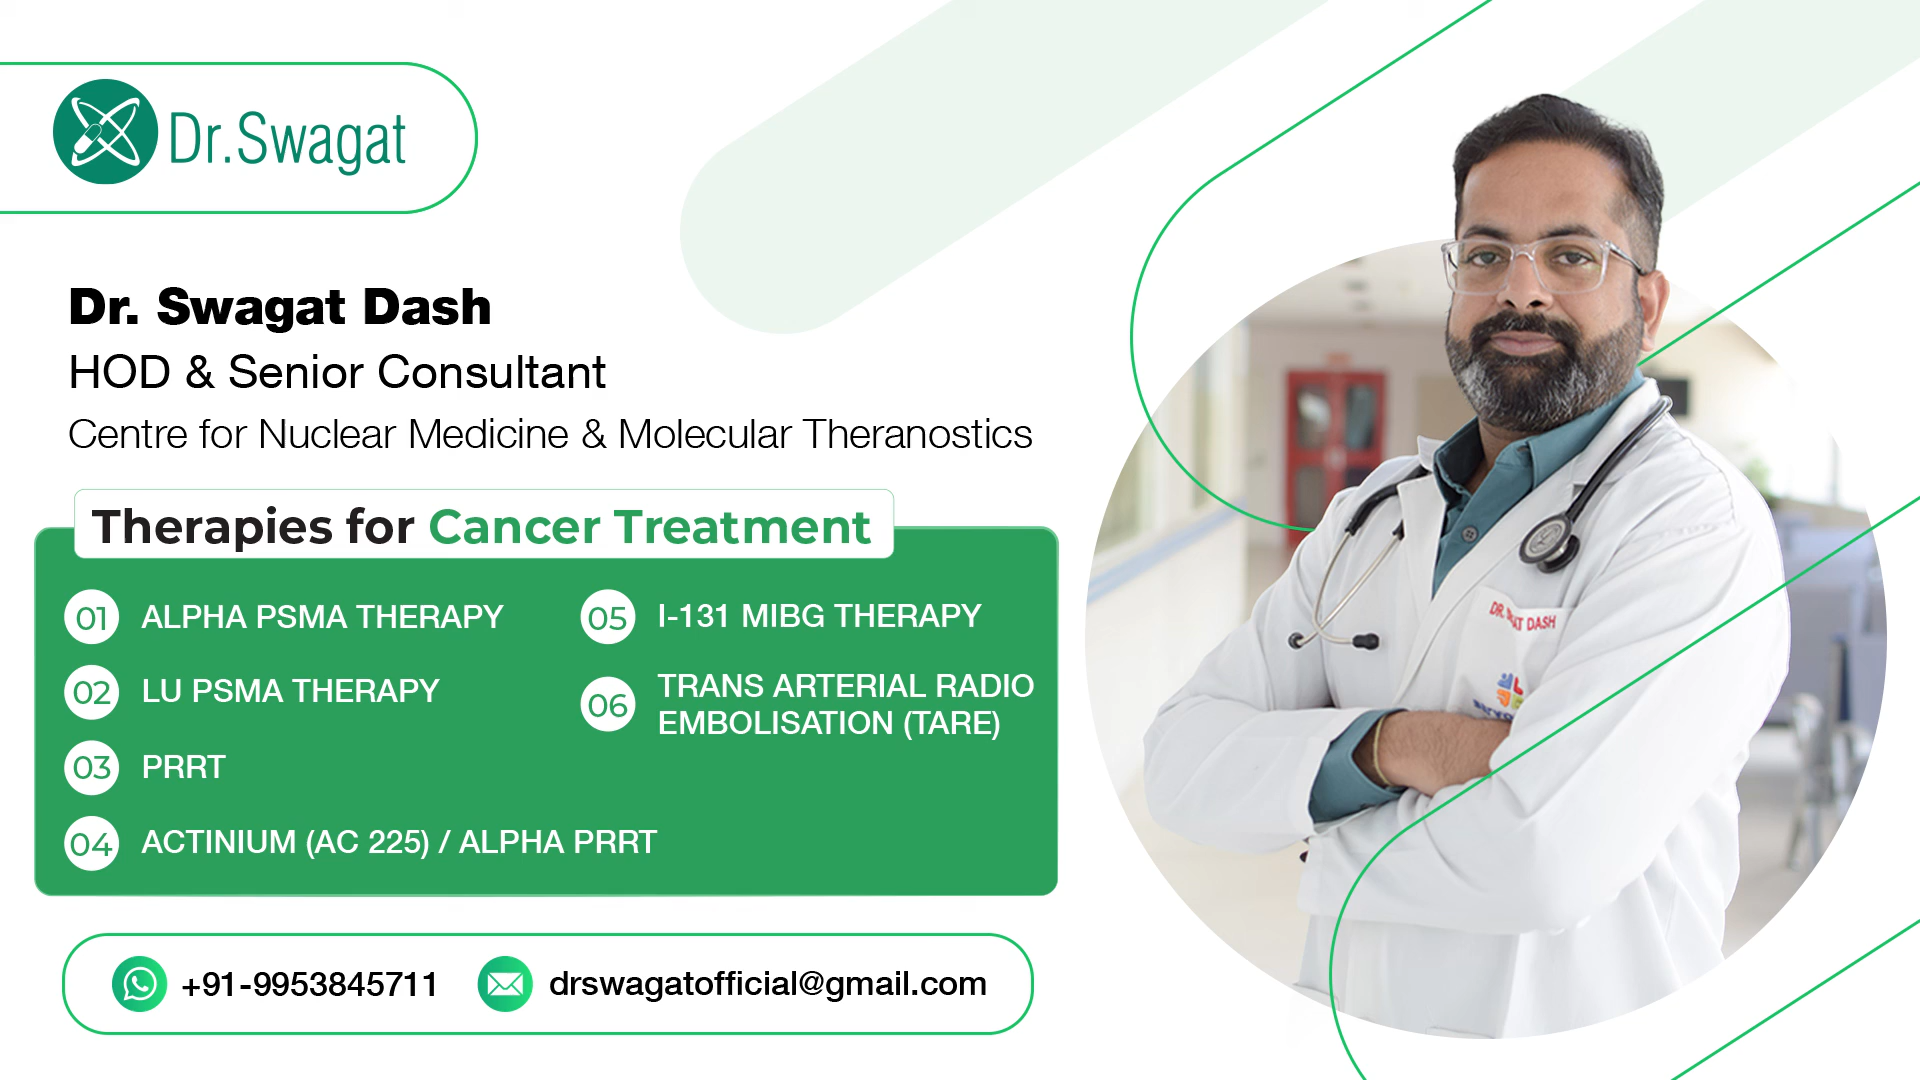 Dr.Swagat
Dr. Swagat Dash
HOD & Senior Consultant
Centre for Nuclear Medicine & Molecular Theranostics
Therapies for Cancer Treatment
01 ALPHA PSMA THERAPY
02 LU PSMA THERAPY
03 PRRT
04 ACTINIUM (AC 225) / ALPHA PRRT
05 I-131 MIBG THERAPY
06 TRANS ARTERIAL RADIO
EMBOLISATION (TARE)
+91-9953845711
drswagatofficial@gmail.com
DR. DASH